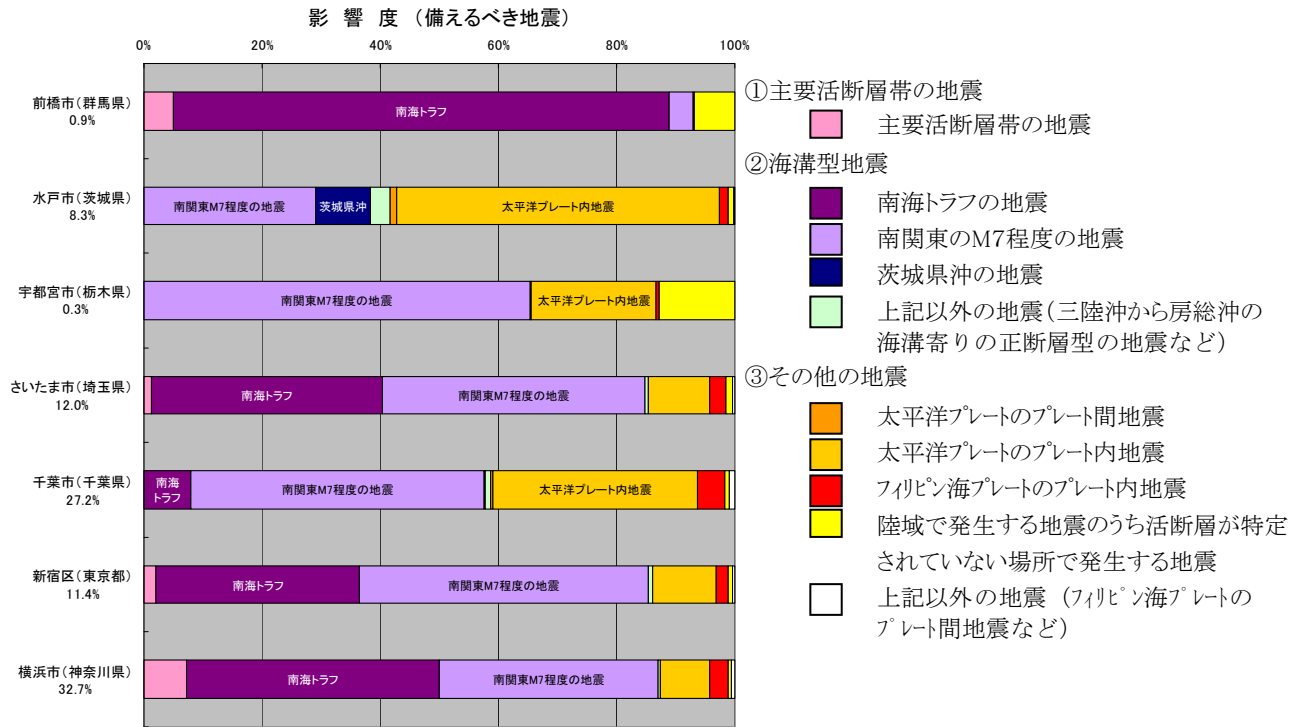 影 響 度 (備えるべき地震)
0% 20% 40% 60% 80% 100%
前橋市(群馬県)
0.9%
南海トラフ
水戸市(茨城県)
8.3%
南関東M7程度の地震 茨城県沖 太平洋プレート内地震
宇都宮市(栃木県)
0.3%
南関東M7程度の地震 太平洋プレート内地震
さいたま市(埼玉県)
12.0%
南海トラフ 南関東M7程度の地震
千葉市(千葉県)
27.2%
南海
トラフ
南関東M7程度の地震 太平洋プレート内地震
新宿区(東京都)
11.4%
南海トラフ 南関東M7程度の地震
横浜市(神奈川県)
32.7%
南海トラフ 南関東M7程度の地震
①主要活断層帯の地震
主要活断層帯の地震
②海溝型地震
南海トラフの地震
南関東のM7程度の地震
茨城県沖の地震
上記以外の地震(三陸沖から房総沖の
海溝寄りの正断層型の地震など)
③その他の地震
太平洋プレートのプレート間地震
太平洋プレートのプレート内地震
フィリピン海プレートのプレート内地震
陸域で発生する地震のうち活断層が特定
されていない場所で発生する地震
上記以外の地震 (フィリピン海プレートの
プレート間地震など)